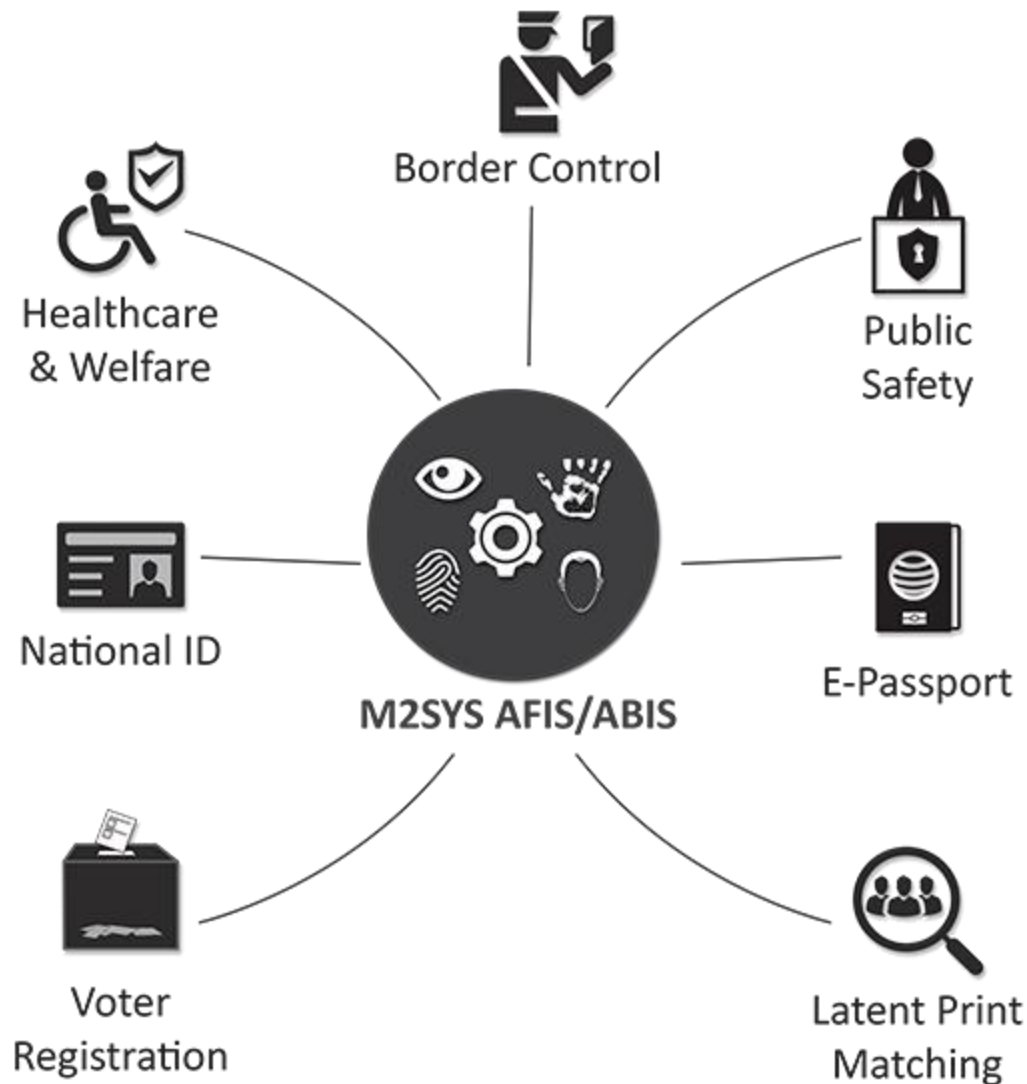 Border Control
Healthcare
& Welfare
Public
Safety
National ID
E-Passport
M2SYS AFIS/ABIS
Voter
Registration
Latent Print
Matching